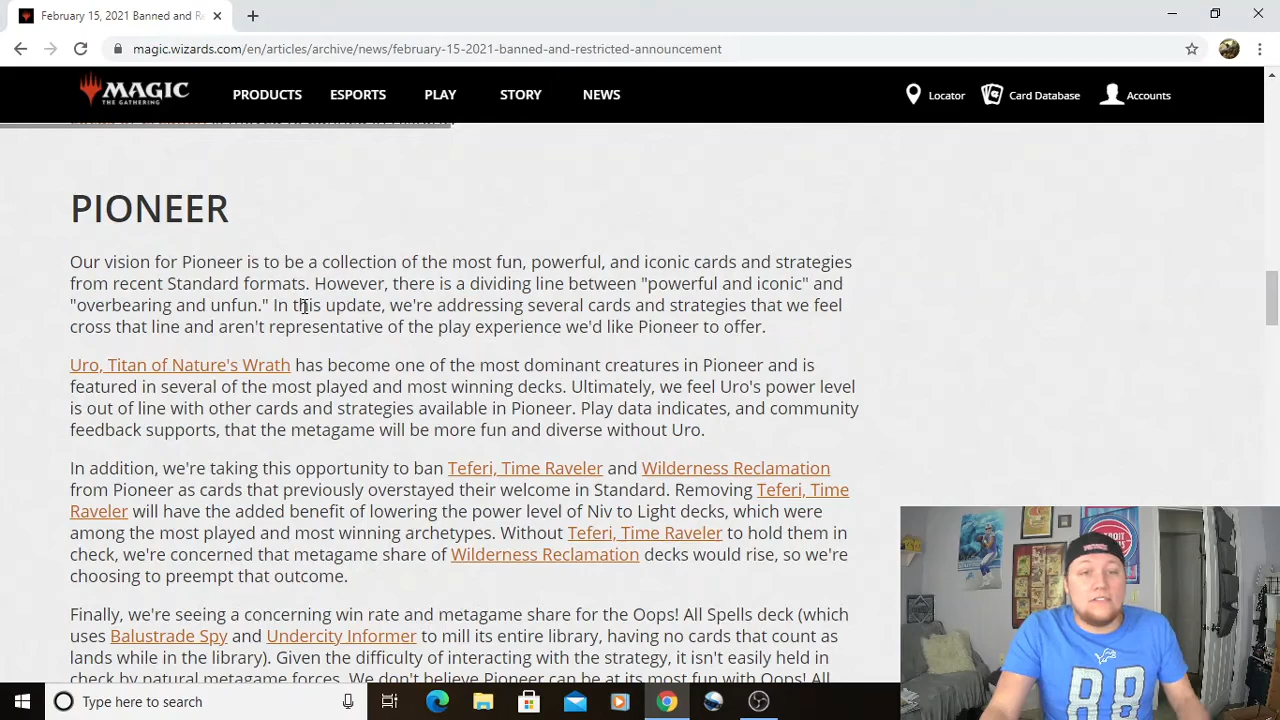 February 15, 2021 Banned and Re
magic.wizards.com/en/articles/archive/news/february-15-2021-banned-and-restricted-announcement
MAGIC
THE GATHERING
PRODUCTS
ESPORTS
PLAY
STORY
NEWS
Locator
Card Database
Accounts
PIONEER
Our vision for Pioneer is to be a collection of the most fun, powerful, and iconic cards and strategies
from recent Standard formats. However, there is a dividing line between "powerful and iconic" and
"overbearing and unfun." In this update, we're addressing several cards and strategies that we feel
cross that line and aren't representative of the play experience we'd like Pioneer to offer.
Uro, Titan of Nature's Wrath has become one of the most dominant creatures in Pioneer and is
featured in several of the most played and most winning decks. Ultimately, we feel Uro's power level
is out of line with other cards and strategies available in Pioneer. Play data indicates, and community
feedback supports, that the metagame will be more fun and diverse without Uro.
In addition, we're taking this opportunity to ban Teferi, Time Raveler and Wilderness Reclamation
from Pioneer as cards that previously overstayed their welcome in Standard. Removing Teferi, Time
Raveler will have the added benefit of lowering the power level of Niv to Light decks, which were
among the most played and most winning archetypes. Without Teferi, Time Raveler to hold them in
check, we're concerned that metagame share of Wilderness Reclamation decks would rise, so we're
choosing to preempt that outcome.
Finally, we're seeing a concerning win rate and metagame share for the Oops! All Spells deck (which
uses Balustrade Spy and Undercity Informer to mill its entire library, having no cards that count as
lands while in the library). Given the difficulty of interacting with the strategy, it isn't easily held in
check by natural metagame forces. We don't believe Pioneer can be at its most fun with Oops! All
PISTONS
88
Type here to search